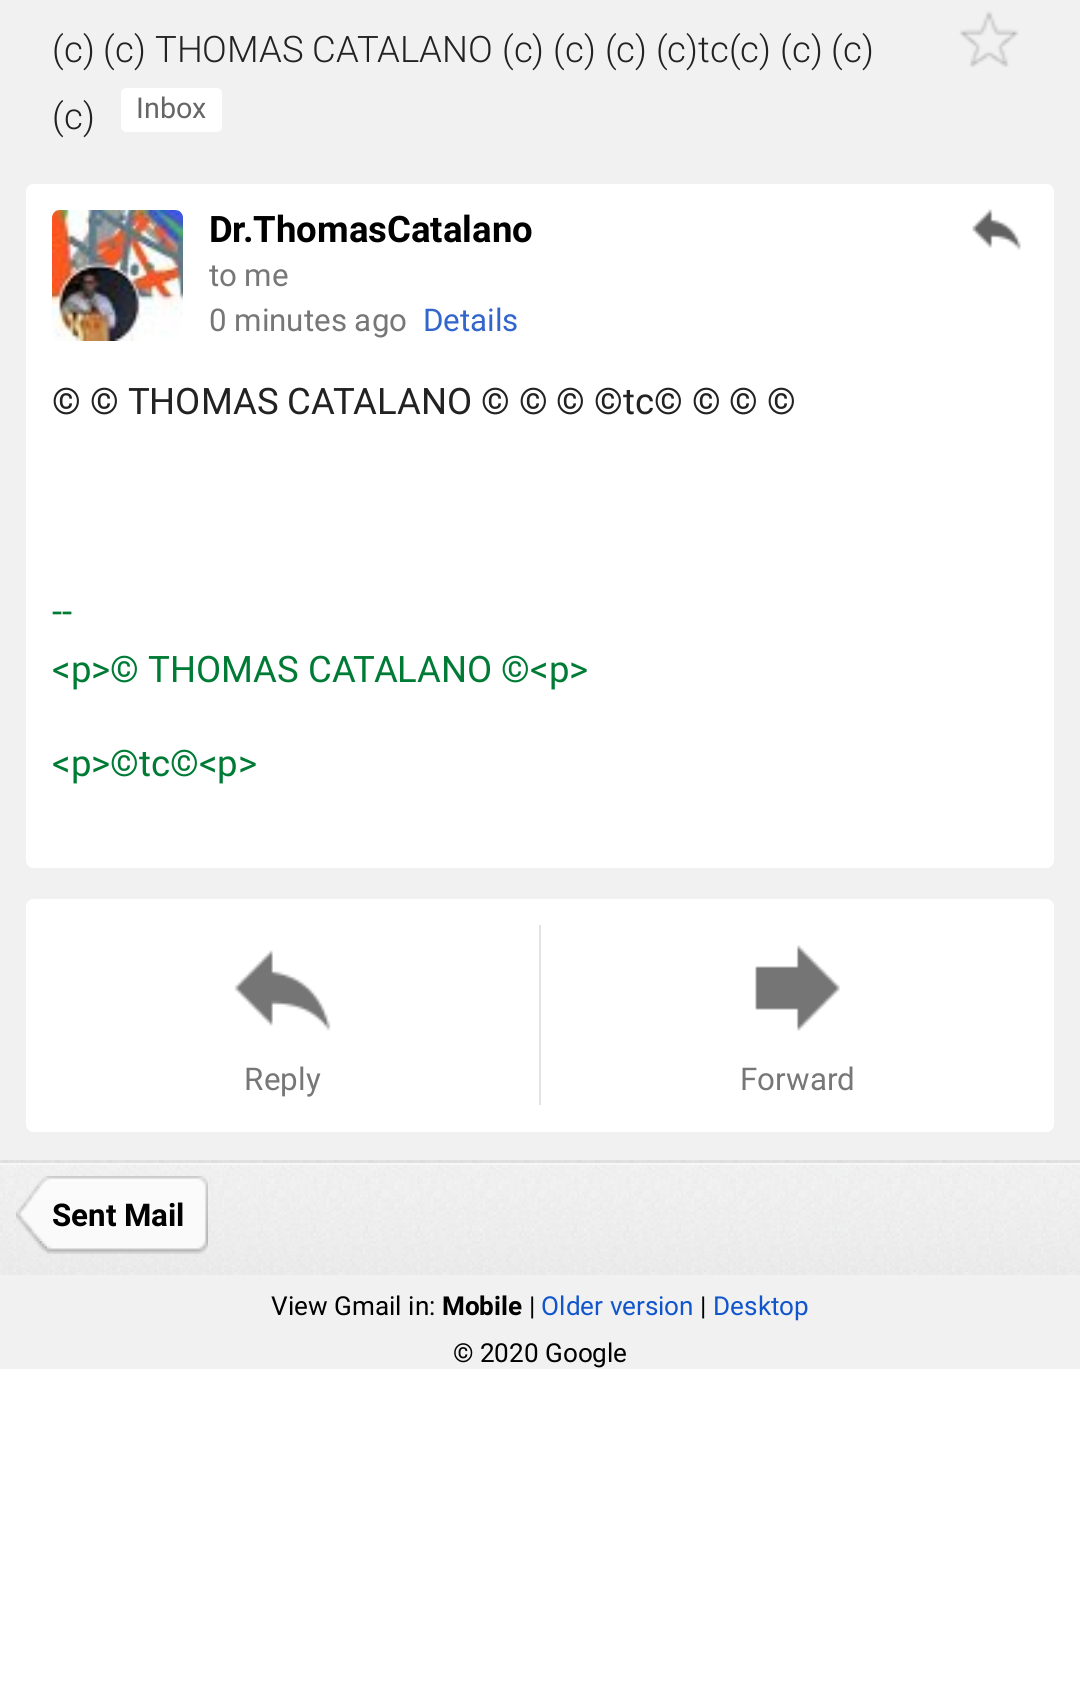 (c) (c) THOMAS CATALANO (c) (c) (c) (c)tc(c) (c) (c)
(c) Inbox
Dr.ThomasCatalano
to me
0 minutes ago Details
© © THOMAS CATALANO © © © ©tc© © © ©
--
<p>© THOMAS CATALANO ©<p>
<p>©tc©<p>
Reply Forward
Sent Mail
View Gmail in: Mobile | Older version | Desktop
© 2020 Google